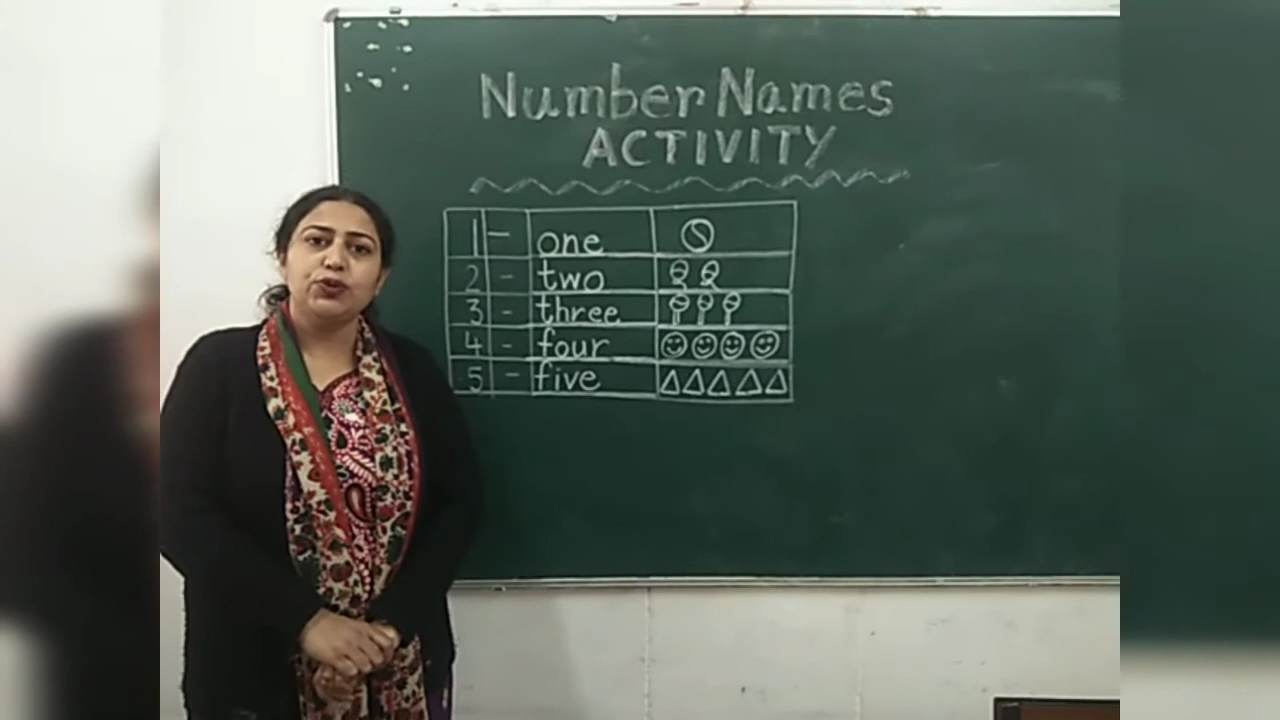 Number Names
ACTIVITY
1 - one
2 - two
3 - three
4 - four
5 - five